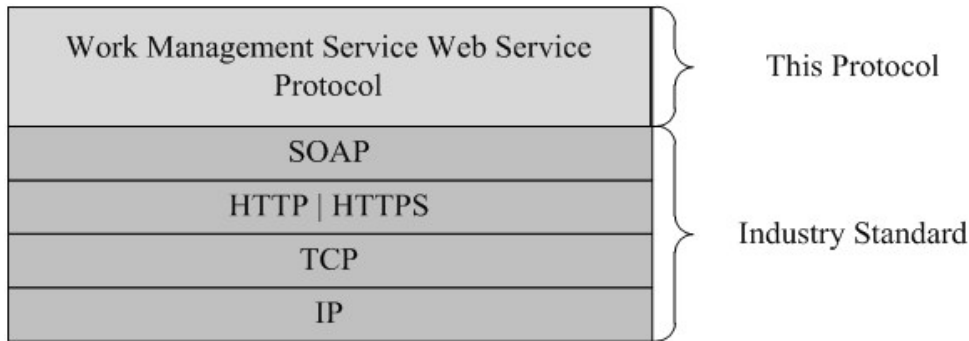 Work Management Service Web Service
Protocol
This Protocol
SOAP
HTTP | HTTPS
TCP
IP
Industry Standard